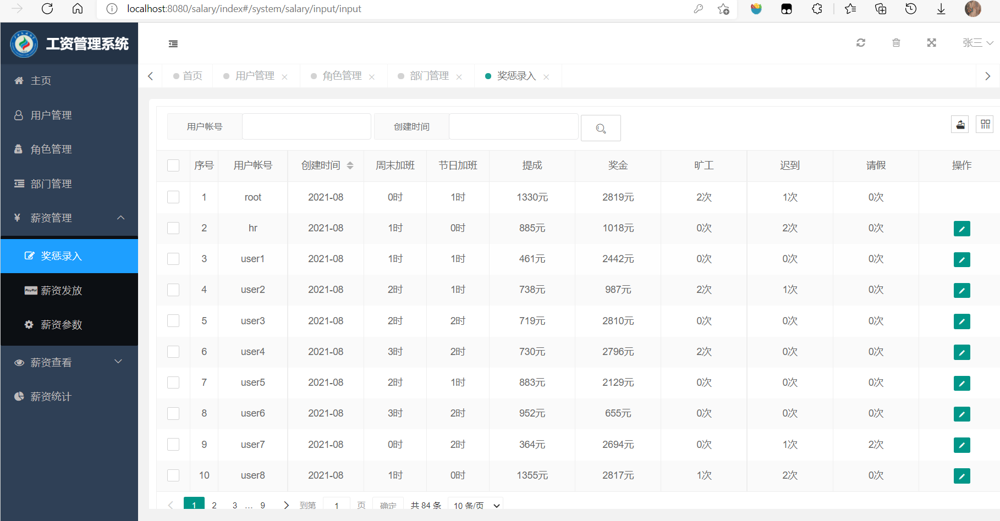 localhost:8080/salary/index#/system/salary/input/input
工资管理系统
张三
首页 用户管理 角色管理 部门管理 奖惩录入
主页
用户管理
角色管理
部门管理
¥ 薪资管理
奖惩录入
PayPal 薪资发放
薪资参数
薪资查看
薪资统计
用户帐号 创建时间
序号 用户帐号 创建时间 周末加班 节日加班 提成 奖金 旷工 迟到 请假 操作
1 root 2021-08 0时 1时 1330元 2819元 2次 1次 0次
2 hr 2021-08 1时 0时 885元 1018元 0次 2次 0次
3 user1 2021-08 1时 1时 461元 2442元 0次 0次 0次
4 user2 2021-08 2时 1时 738元 987元 2次 1次 0次
5 user3 2021-08 2时 2时 719元 2810元 0次 0次 0次
6 user4 2021-08 3时 2时 730元 2796元 2次 0次 0次
7 user5 2021-08 2时 1时 883元 2129元 0次 0次 0次
8 user6 2021-08 3时 2时 952元 655元 0次 0次 0次
9 user7 2021-08 0时 2时 364元 2694元 0次 1次 2次
10 user8 2021-08 1时 0时 1355元 2817元 1次 2次 0次
1 2 3 ... 9 到第 1 页 确定 共 84 条 10 条/页